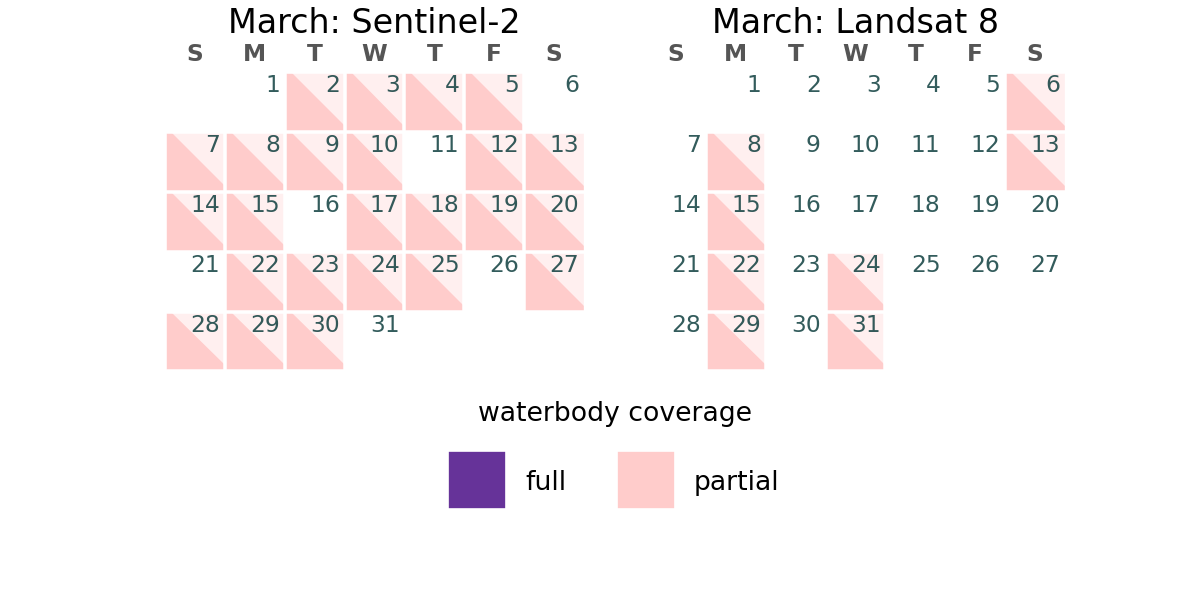 March: Sentinel-2
S M T W T F S
1 2 3 4 5 6
7 8 9 10 11 12 13
14 15 16 17 18 19 20
21 22 23 24 25 26 27
28 29 30 31
March: Landsat 8
S M T W T F S
1 2 3 4 5 6
7 8 9 10 11 12 13
14 15 16 17 18 19 20
21 22 23 24 25 26 27
28 29 30 31
waterbody coverage
full partial